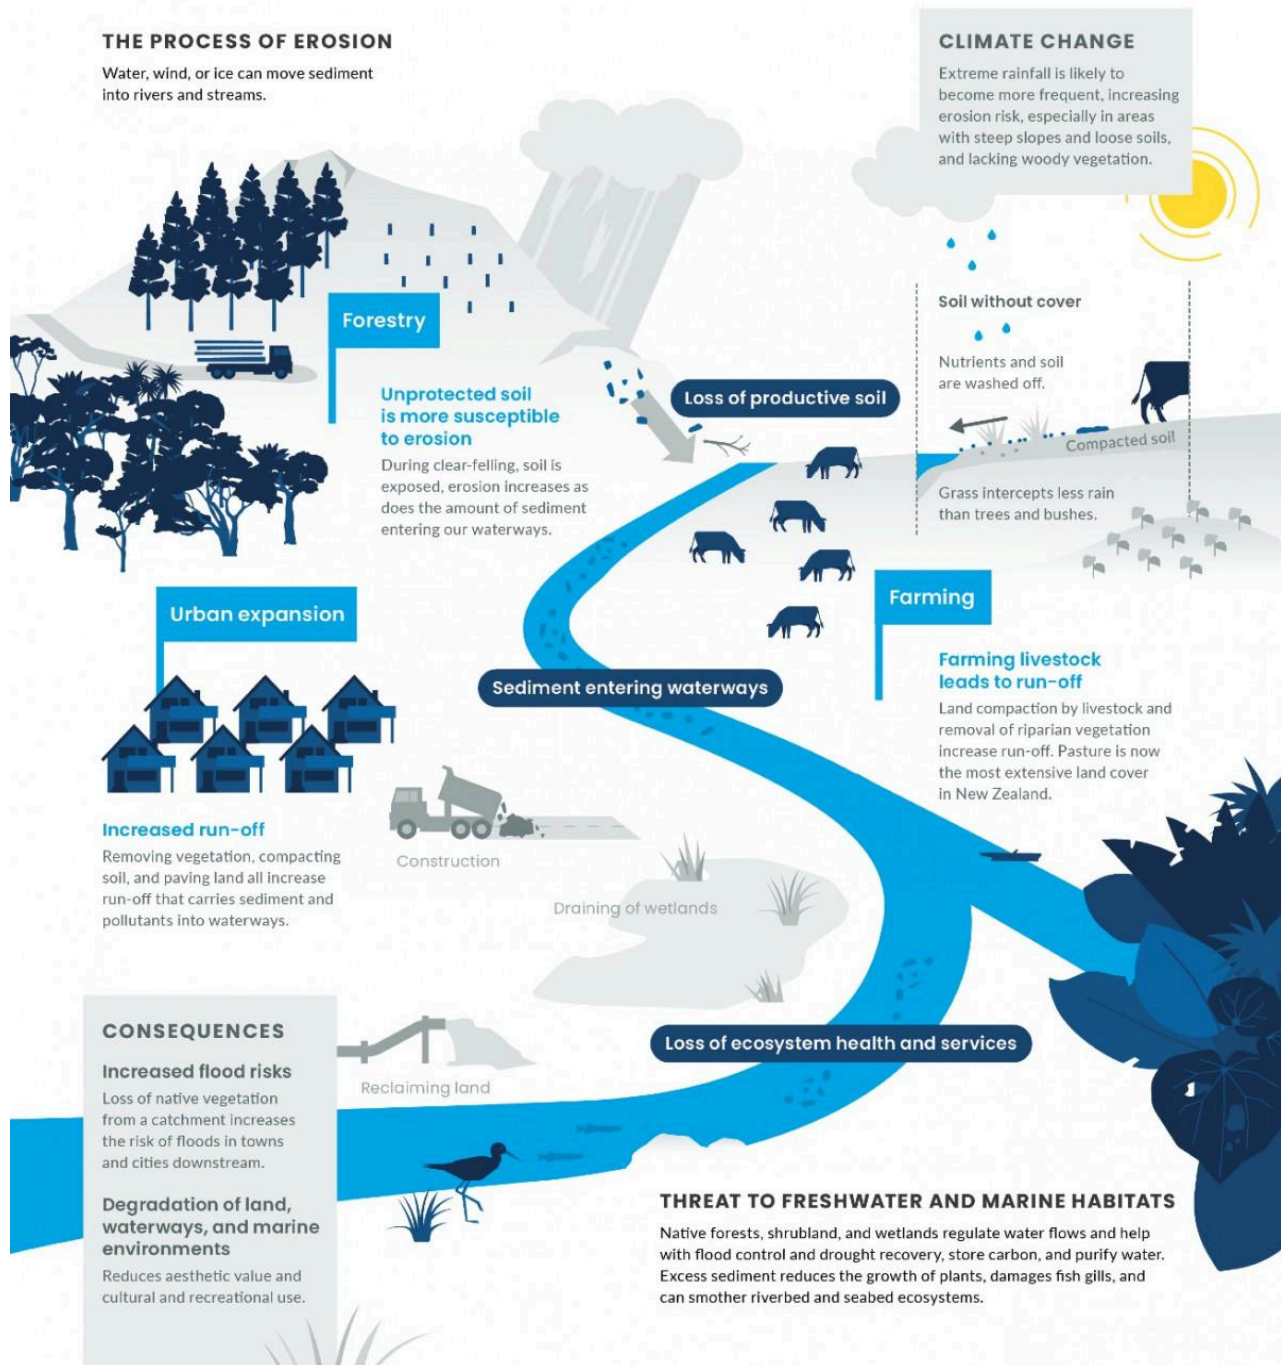 THE PROCESS OF EROSION
Water, wind, or ice can move sediment
into rivers and streams.
CLIMATE CHANGE
Extreme rainfall is likely to
become more frequent, increasing
erosion risk, especially in areas
with steep slopes and loose soils,
and lacking woody vegetation.
Forestry
Unprotected soil
is more susceptible
to erosion
During clear-felling, soil is
exposed, erosion increases as
does the amount of sediment
entering our waterways.
Loss of productive soil
Soil without cover
Nutrients and soil
are washed off.
Compacted soil
Grass intercepts less rain
than trees and bushes.
Urban expansion
Farming
Sediment entering waterways
Farming livestock
leads to run-off
Land compaction by livestock and
removal of riparian vegetation
increase run-off. Pasture is now
the most extensive land cover
in New Zealand.
Increased run-off
Removing vegetation, compacting
soil, and paving land all increase
run-off that carries sediment and
pollutants into waterways.
Construction
Draining of wetlands
CONSEQUENCES
Increased flood risks
Loss of native vegetation
from a catchment increases
the risk of floods in towns
and cities downstream.
Degradation of land,
waterways, and marine
environments
Reduces aesthetic value and
cultural and recreational use.
Reclaiming land
Loss of ecosystem health and services
THREAT TO FRESHWATER AND MARINE HABITATS
Native forests, shrubland, and wetlands regulate water flows and help
with flood control and drought recovery, store carbon, and purify water.
Excess sediment reduces the growth of plants, damages fish gills, and
can smother riverbed and seabed ecosystems.